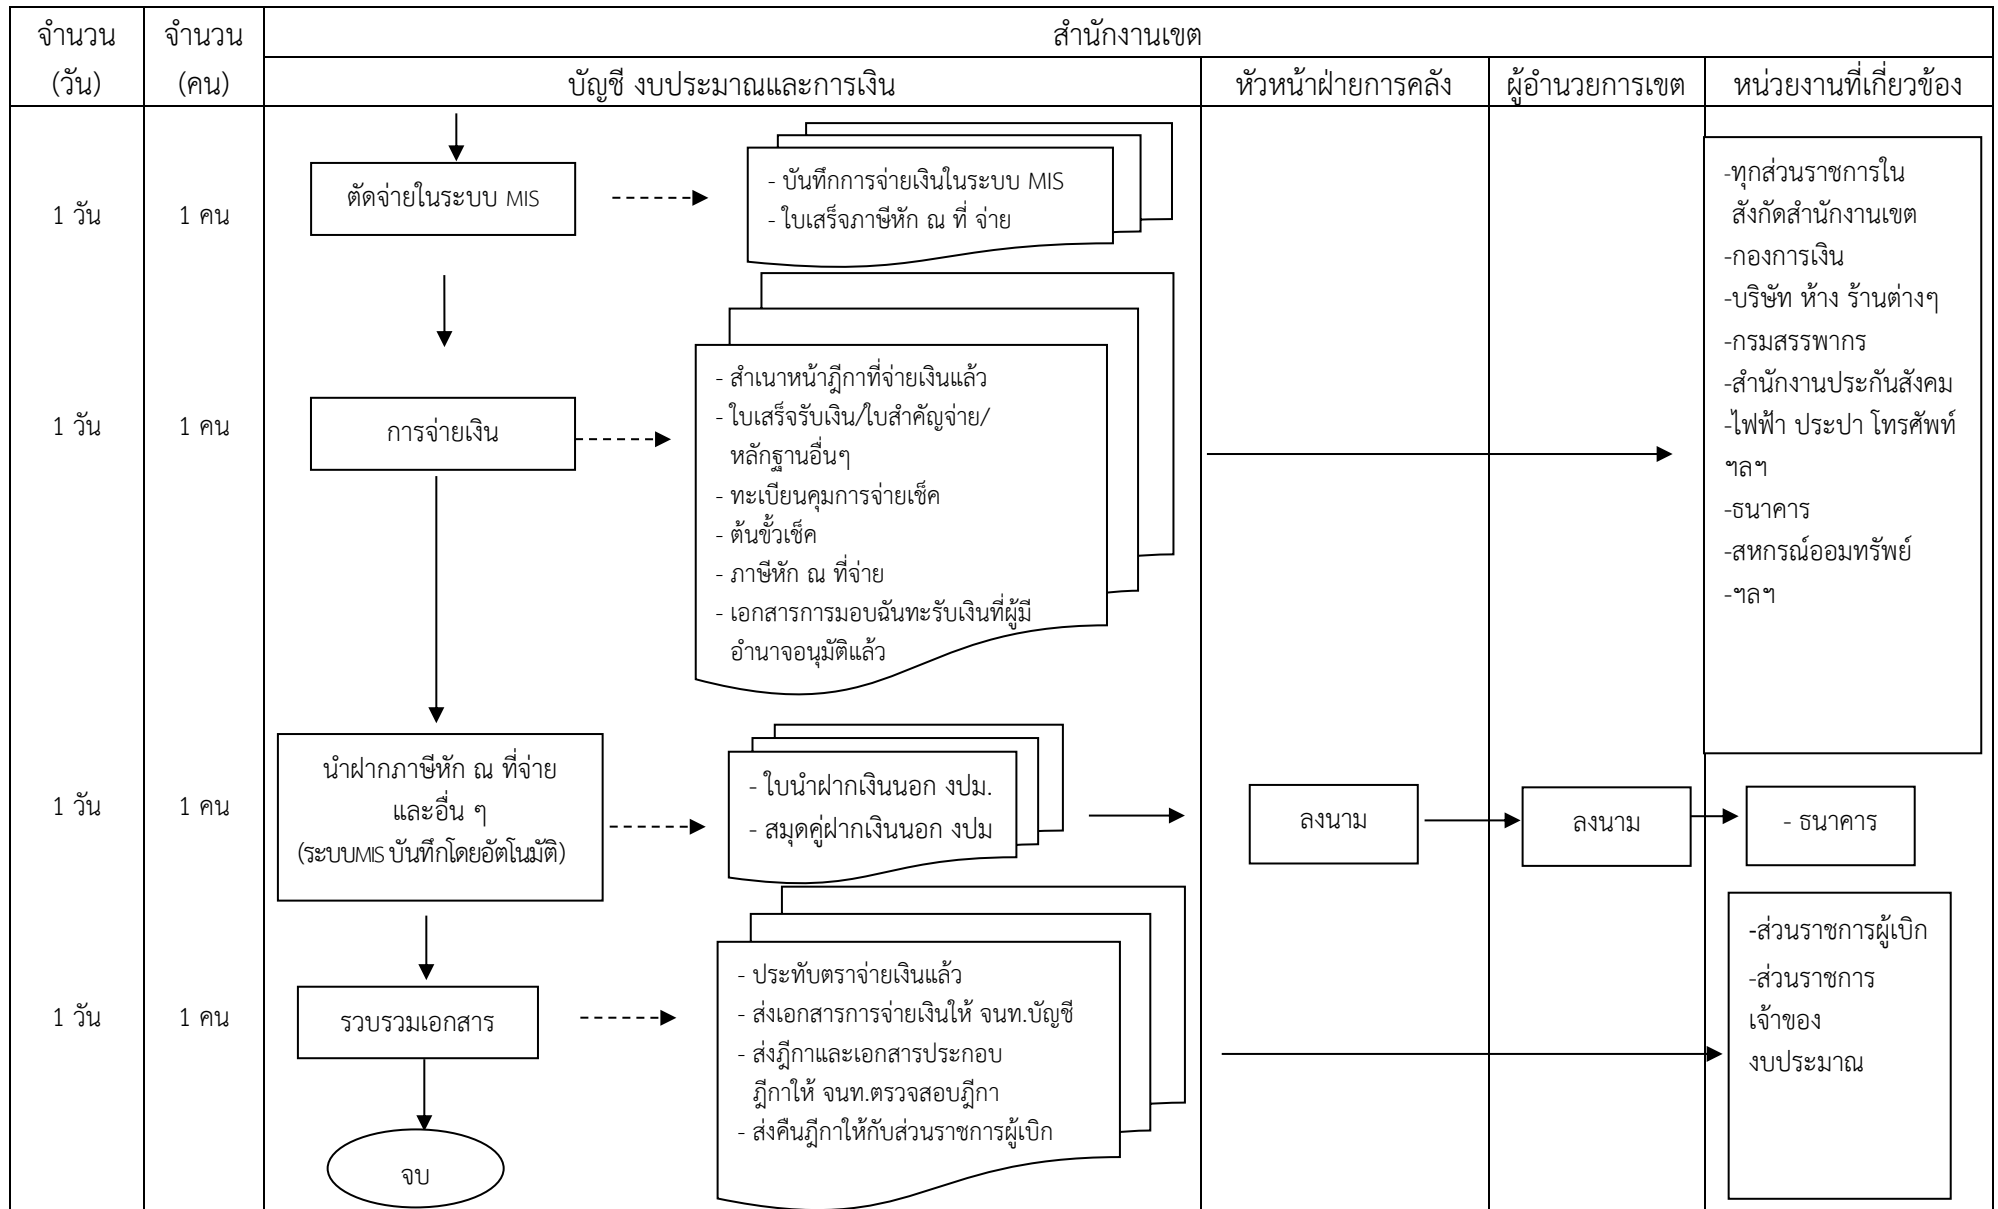 จำนวน
(วัน)
จำนวน
(คน)
สำนักงานเขต
บัญชี งบประมาณและการเงิน
หัวหน้าฝ่ายการคลัง
ผู้อำนวยการเขต
หน่วยงานที่เกี่ยวข้อง
1 วัน
1 คน
ตัดจ่ายในระบบ MIS
- บันทึกการจ่ายเงินในระบบ MIS
- ใบเสร็จภาษีหัก ณ ที่ จ่าย
-ทุกส่วนราชการใน
สังกัดสำนักงานเขต
-กองการเงิน
-บริษัท ห้าง ร้านต่างๆ
-กรมสรรพากร
-สำนักงานประกันสังคม
-ไฟฟ้า ประปา โทรศัพท์
ฯลฯ
-ธนาคาร
-สหกรณ์ออมทรัพย์
-ฯลฯ
1 วัน
1 คน
การจ่ายเงิน
- สำเนาหน้าฎีกาที่จ่ายเงินแล้ว
- ใบเสร็จรับเงิน/ใบสำคัญจ่าย/
หลักฐานอื่นๆ
- ทะเบียนคุมการจ่ายเช็ค
- ต้นขั้วเช็ค
- ภาษีหัก ณ ที่จ่าย
- เอกสารการมอบฉันทะรับเงินที่ผู้มี
อำนาจอนุมัติแล้ว
1 วัน
1 คน
นำฝากภาษีหัก ณ ที่จ่าย
และอื่น ๆ
(ระบบMIS บันทึกโดยอัตโนมัติ)
- ใบนำฝากเงินนอก งปม.
- สมุดคู่ฝากเงินนอก งปม
ลงนาม
ลงนาม
- ธนาคาร
1 วัน
1 คน
รวบรวมเอกสาร
- ประทับตราจ่ายเงินแล้ว
- ส่งเอกสารการจ่ายเงินให้ จนท.บัญชี
- ส่งฎีกาและเอกสารประกอบ
ฎีกาให้ จนท.ตรวจสอบฎีกา
- ส่งคืนฎีกาให้กับส่วนราชการผู้เบิก
-ส่วนราชการผู้เบิก
-ส่วนราชการ
เจ้าของ
งบประมาณ
จบ